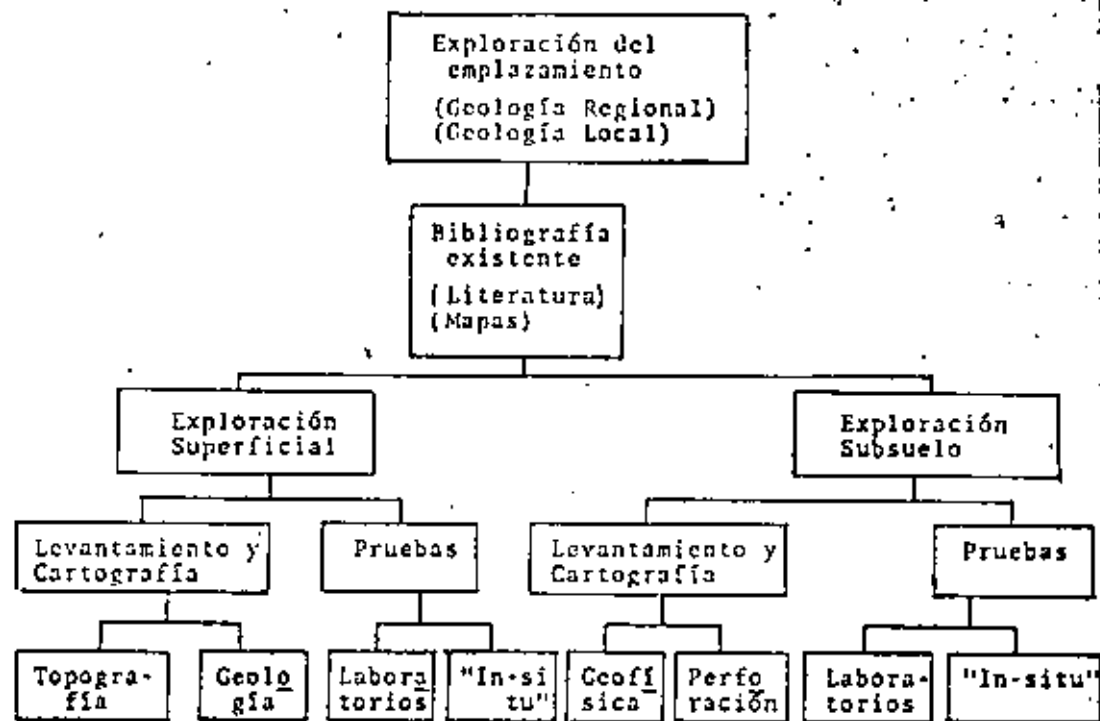 Exploración del
emplazamiento
(Geología Regional)
(Geología Local)
Bibliografía
existente
(Literatura)
(Mapas)
Exploración
Superficial
Exploración
Subsuelo
Levantamiento y
Cartografía
Pruebas
Levantamiento y
Cartografía
Pruebas
Topogra-
fía
Geolo
gía
Labora
torios
"In-si
tu"
Geofí
sica
Perfo
ración
Labora-
torios
"In-situ"